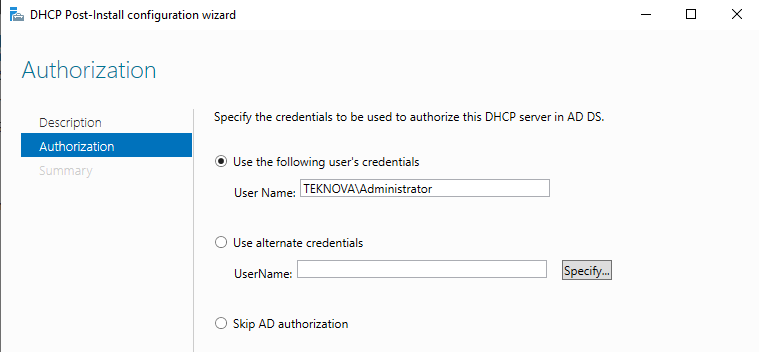 DHCP Post-Install configuration wizard
Authorization
Description
Authorization
Summary
Specify the credentials to be used to authorize this DHCP server in AD DS.
Use the following user's credentials
User Name: TEKNOVA\Administrator
Use alternate credentials
UserName: Specify...
Skip AD authorization